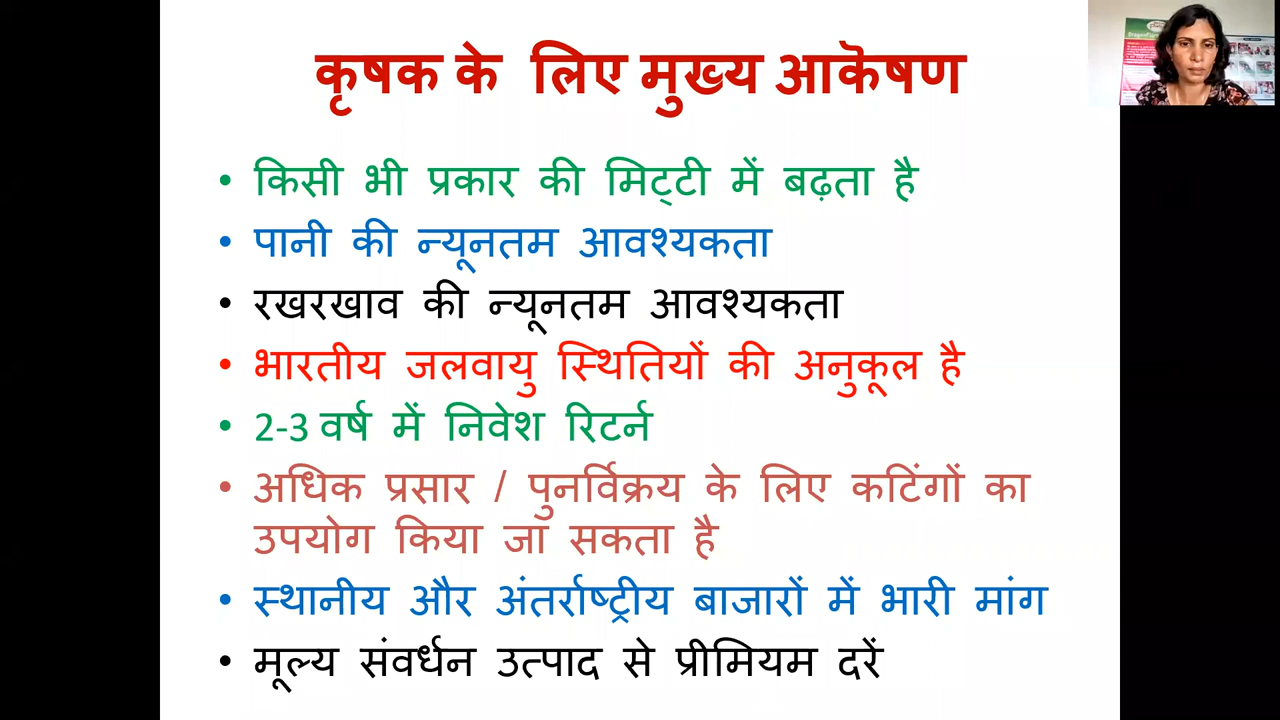 कृषक के लिए मुख्य आकॆषण
• किसी भी प्रकार की मिट्टी में बढ़ता है
• पानी की न्यूनतम आवश्यकता
• रखरखाव की न्यूनतम आवश्यकता
• भारतीय जलवायु स्थितियों की अनुकूल है
• 2-3 वर्ष में निवेश रिटर्न
• अधिक प्रसार / पुनर्विक्रय के लिए कटिंगों का
उपयोग किया जा सकता है
• स्थानीय और अंतर्राष्ट्रीय बाजारों में भारी मांग
• मूल्य संवर्धन उत्पाद से प्रीमियम दरें